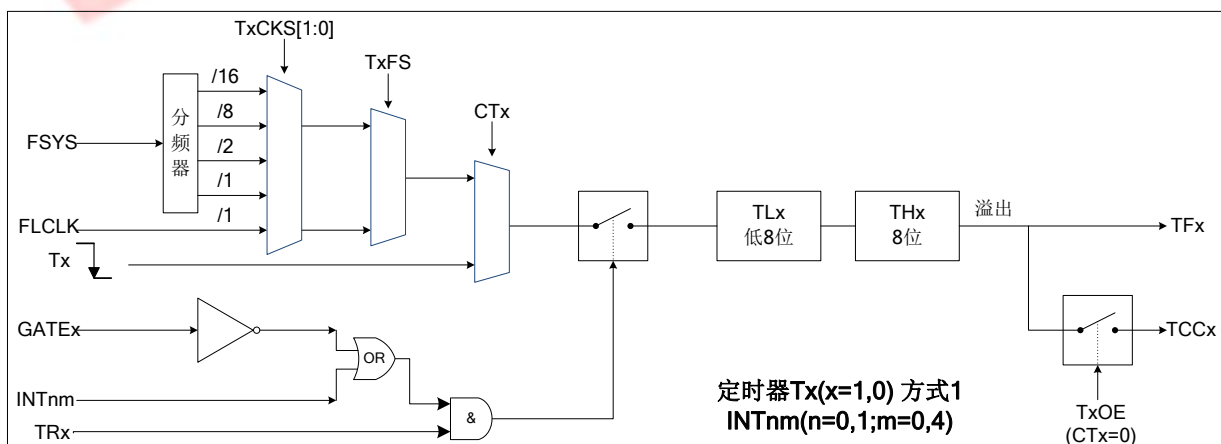 TxCKS[1:0]
TxFS
CTx
/16
/8
/2
/1
/1
分频器
FSYS
FLCLK
Tx
GATEx
INTnm
TRx
OR
&
TLx
低8位
THx
8位
溢出
TFx
TCCx
TxOE
(CTx=0)
定时器Tx(x=1,0) 方式1
INTnm(n=0,1;m=0,4)